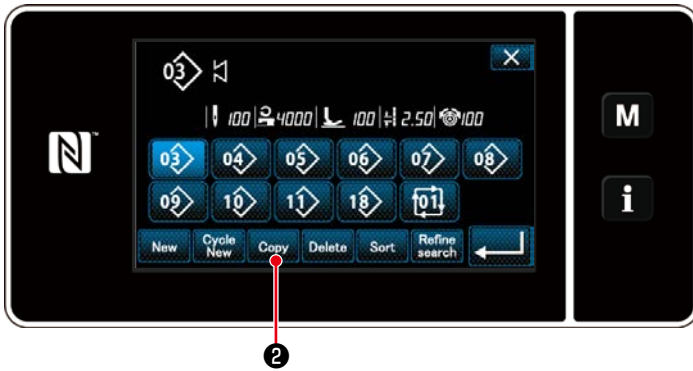 03
100 4000 100 2.50 100
M
N
03 04 05 06 07 08
i
09 10 11 18 01
New Cycle New Copy Delete Sort Refine search
❷